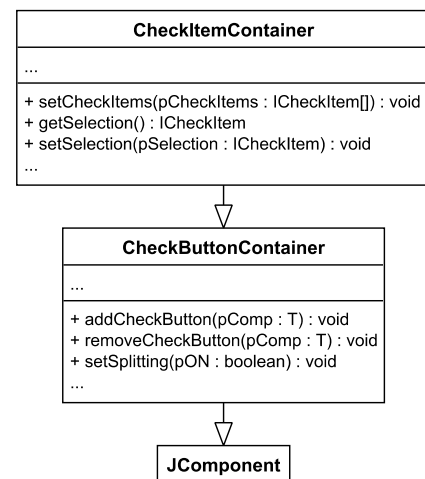 CheckItemContainer
...
+ setCheckItems(pCheckItems : ICheckItem[]) : void
+ getSelection() : ICheckItem
+ setSelection(pSelection : ICheckItem) : void
...
CheckButtonContainer
...
+ addCheckButton(pComp : T) : void
+ removeCheckButton(pComp : T) : void
+ setSplitting(pON : boolean) : void
...
JComponent